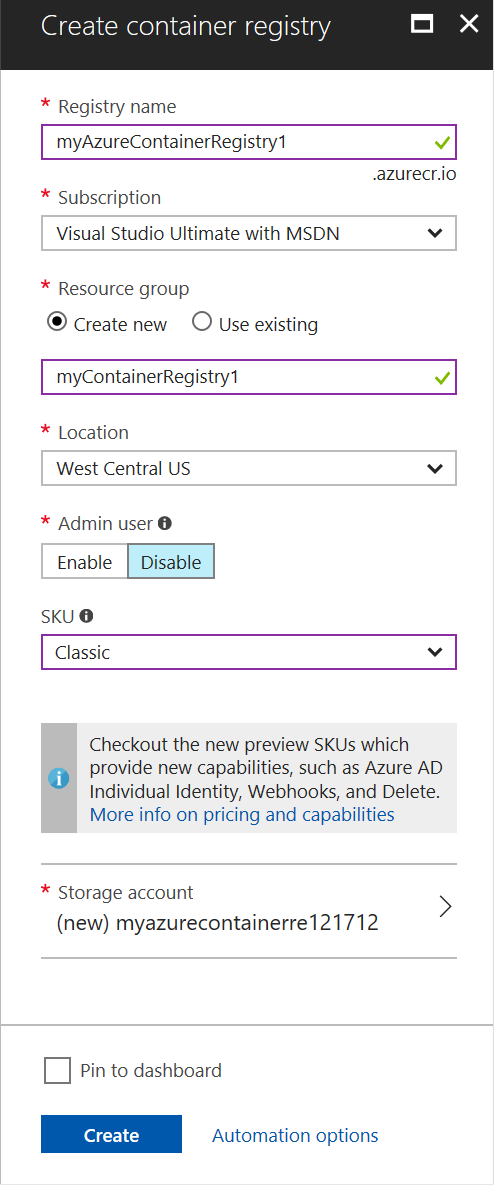 Create container registry
* Registry name
myAzureContainerRegistry1
.azurecr.io
* Subscription
Visual Studio Ultimate with MSDN
* Resource group
Create new Use existing
myContainerRegistry1
* Location
West Central US
* Admin user
Enable Disable
SKU
Classic
Checkout the new preview SKUs which
provide new capabilities, such as Azure AD
Individual Identity, Webhooks, and Delete.
More info on pricing and capabilities
* Storage account
(new) myazurecontainerre121712
Pin to dashboard
Create Automation options